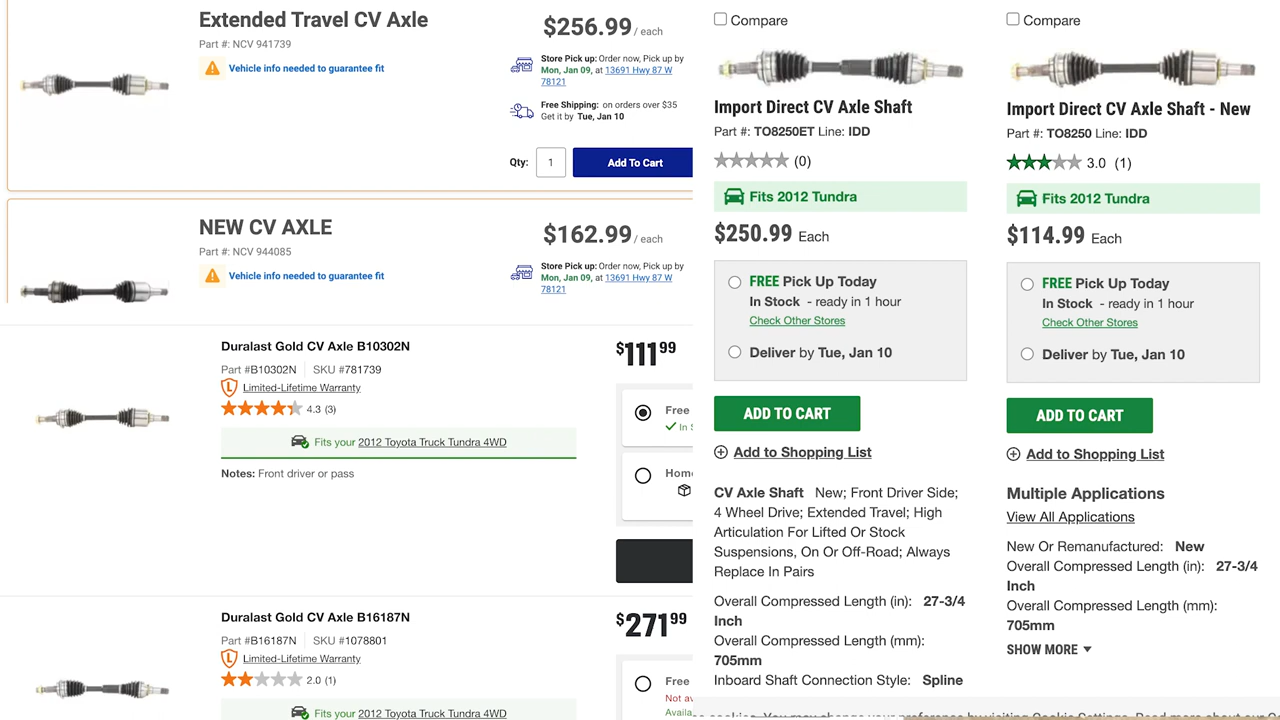 Extended Travel CV Axle
Part #: NCV 941739
Vehicle info needed to guarantee fit
$256.99 / each
Store Pick up: Order now, Pick up by
Mon, Jan 09, at 13691 Hwy 87 W
78121
Free Shipping: on orders over $35
Get it by Tue, Jan 10
Qty: 1 Add To Cart
NEW CV AXLE
Part #: NCV 944085
Vehicle info needed to guarantee fit
$162.99 / each
Store Pick up: Order now, Pick up by
Mon, Jan 09, at 13691 Hwy 87 W
78121
Duralast Gold CV Axle B10302N
Part #B10302N SKU #781739
Limited-Lifetime Warranty
4.3 (3)
Fits your 2012 Toyota Truck Tundra 4WD
Notes: Front driver or pass
$111 99
Free
In S
Hom
Duralast Gold CV Axle B16187N
Part #B16187N SKU #1078801
Limited-Lifetime Warranty
2.0 (1)
Fits your 2012 Toyota Truck Tundra 4WD
$271 99
Free
Not av
Availa
Compare
Import Direct CV Axle Shaft
Part #: TO8250ET Line: IDD
(0)
Fits 2012 Tundra
$250.99 Each
FREE Pick Up Today
In Stock - ready in 1 hour
Check Other Stores
Deliver by Tue, Jan 10
ADD TO CART
Add to Shopping List
CV Axle Shaft New; Front Driver Side;
4 Wheel Drive; Extended Travel; High
Articulation For Lifted Or Stock
Suspensions, On Or Off-Road; Always
Replace In Pairs
Overall Compressed Length (in): 27-3/4
Inch
Overall Compressed Length (mm):
705mm
Inboard Shaft Connection Style: Spline
Compare
Import Direct CV Axle Shaft - New
Part #: TO8250 Line: IDD
3.0 (1)
Fits 2012 Tundra
$114.99 Each
FREE Pick Up Today
In Stock - ready in 1 hour
Check Other Stores
Deliver by Tue, Jan 10
ADD TO CART
Add to Shopping List
Multiple Applications
View All Applications
New Or Remanufactured: New
Overall Compressed Length (in): 27-3/4
Inch
Overall Compressed Length (mm):
705mm
SHOW MORE